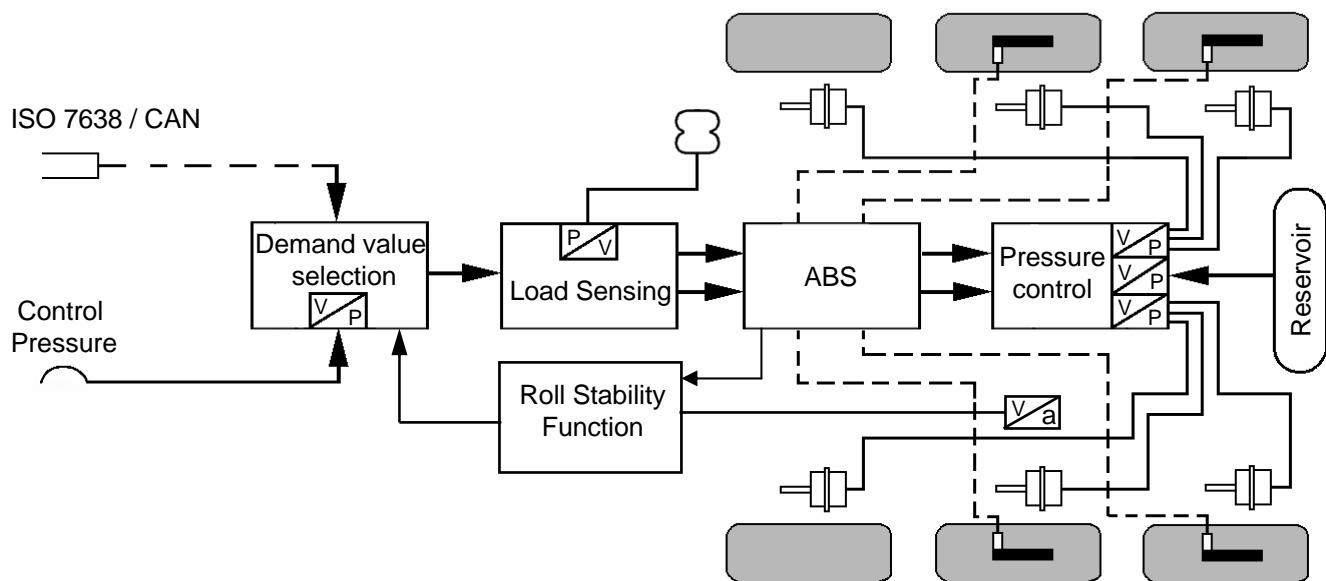 ISO 7638 / CAN
Demand value
selection
V
P
Control
Pressure
P
V
Load Sensing
ABS
Pressure
control
V
P
V
P
V
P
Reservoir
Roll Stability
Function
V
a